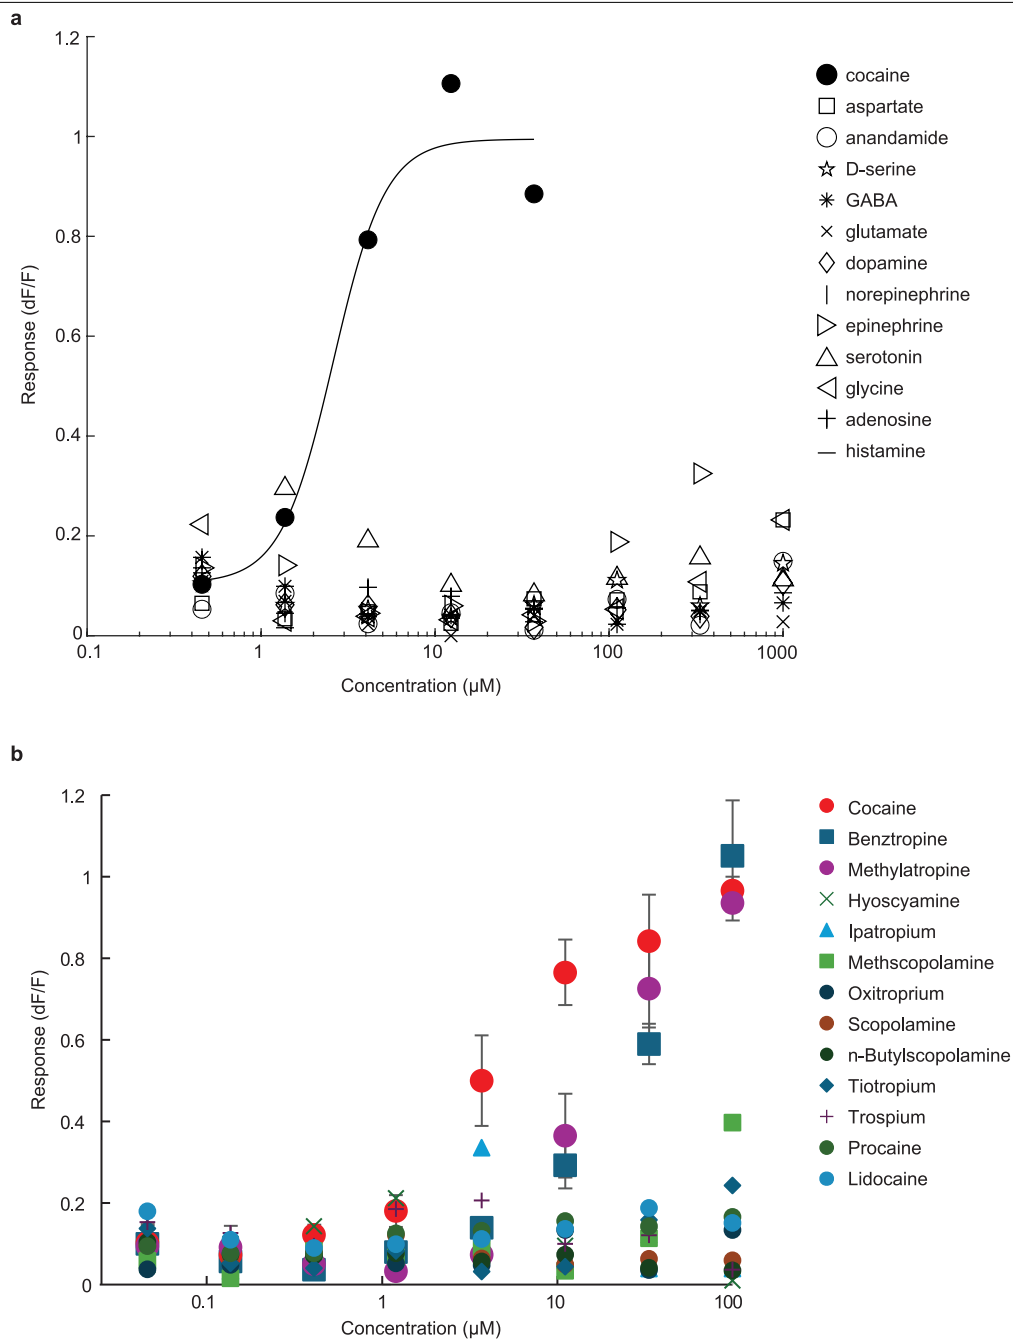 a
1.2
1
0.8
0.6
0.4
0.2
0
Response (dF/F)
0.1
1
10
100
1000
Concentration (µM)
cocaine
aspartate
anandamide
D-serine
GABA
glutamate
dopamine
norepinephrine
epinephrine
serotonin
glycine
adenosine
histamine
b
1.2
1
0.8
0.6
0.4
0.2
0
Response (dF/F)
0.1
1
10
100
Concentration (µM)
Cocaine
Benztropine
Methylatropine
Hyoscyamine
Ipatropium
Methscopolamine
Oxitroprium
Scopolamine
n-Butylscopolamine
Tiotropium
Trospium
Procaine
Lidocaine